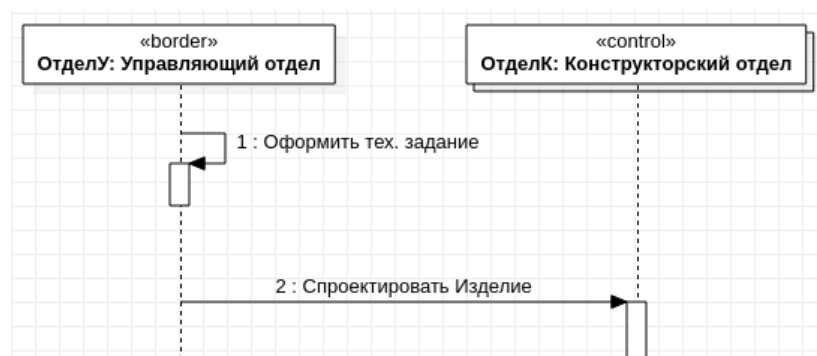 «border»
ОтделУ: Управляющий отдел
«control»
ОтделК: Конструкторский отдел
1 : Оформить тех. задание
2 : Спроектировать Изделие